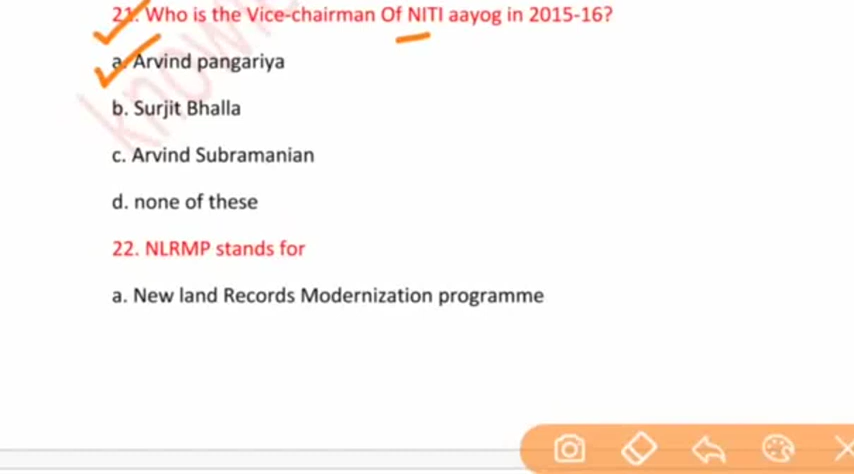 21. Who is the Vice-chairman Of NITI aayog in 2015-16?
a. Arvind pangariya
b. Surjit Bhalla
c. Arvind Subramanian
d. none of these
22. NLRMP stands for
a. New land Records Modernization programme